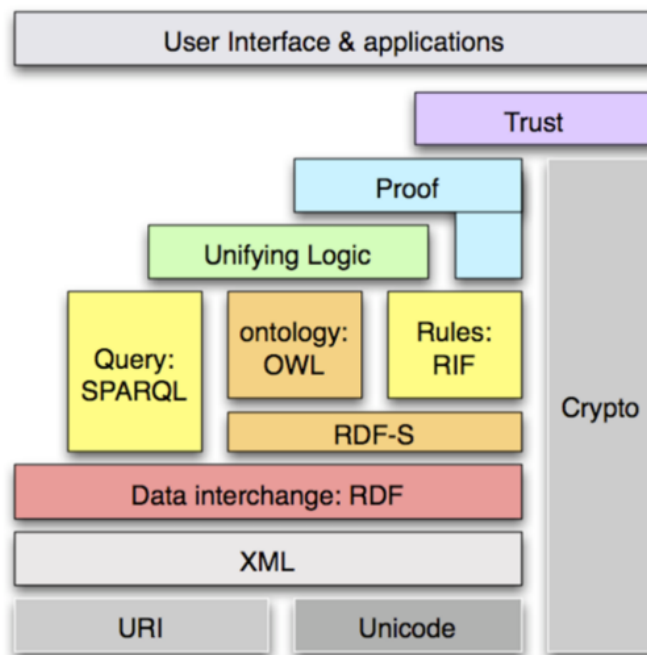 User Interface & applications
Trust
Proof
Unifying Logic
Query:
SPARQL
ontology:
OWL
Rules:
RIF
Crypto
RDF-S
Data interchange: RDF
XML
URI
Unicode